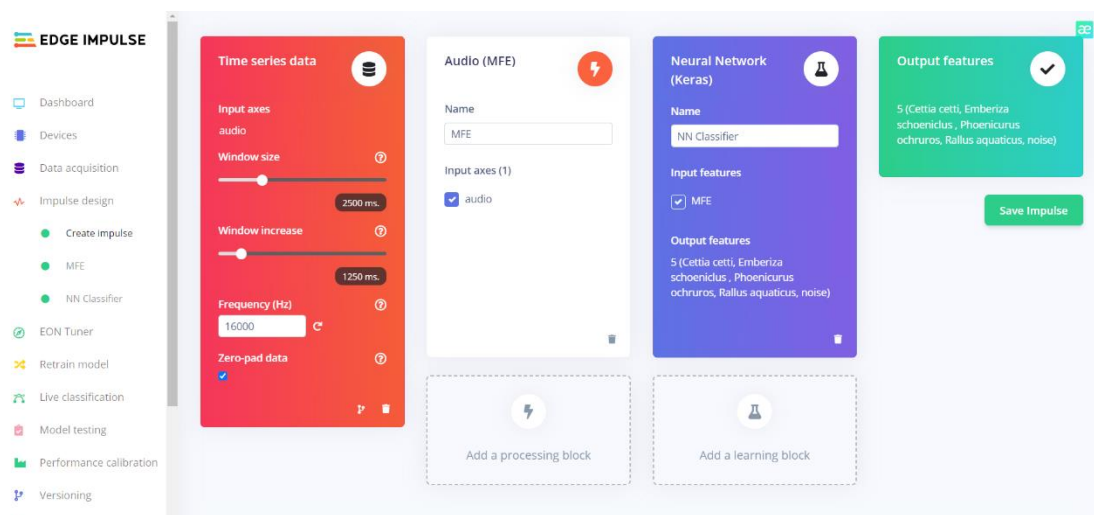 EDGE IMPULSE
Dashboard
Devices
Data acquisition
Impulse design
Create impulse
MFE
NN Classifier
EON Tuner
Retrain model
Live classification
Model testing
Performance calibration
Versioning
Time series data
Input axes
audio
Window size
2500 ms.
Window increase
1250 ms.
Frequency (Hz)
16000
Zero-pad data
Audio (MFE)
Name
MFE
Input axes (1)
audio
Add a processing block
Neural Network
(Keras)
Name
NN Classifier
Input features
MFE
Output features
5 (Cettia cetti, Emberiza
schoeniclus , Phoenicurus
ochruros, Rallus aquaticus, noise)
Add a learning block
æ
Output features
5 (Cettia cetti, Emberiza
schoeniclus , Phoenicurus
ochruros, Rallus aquaticus, noise)
Save Impulse